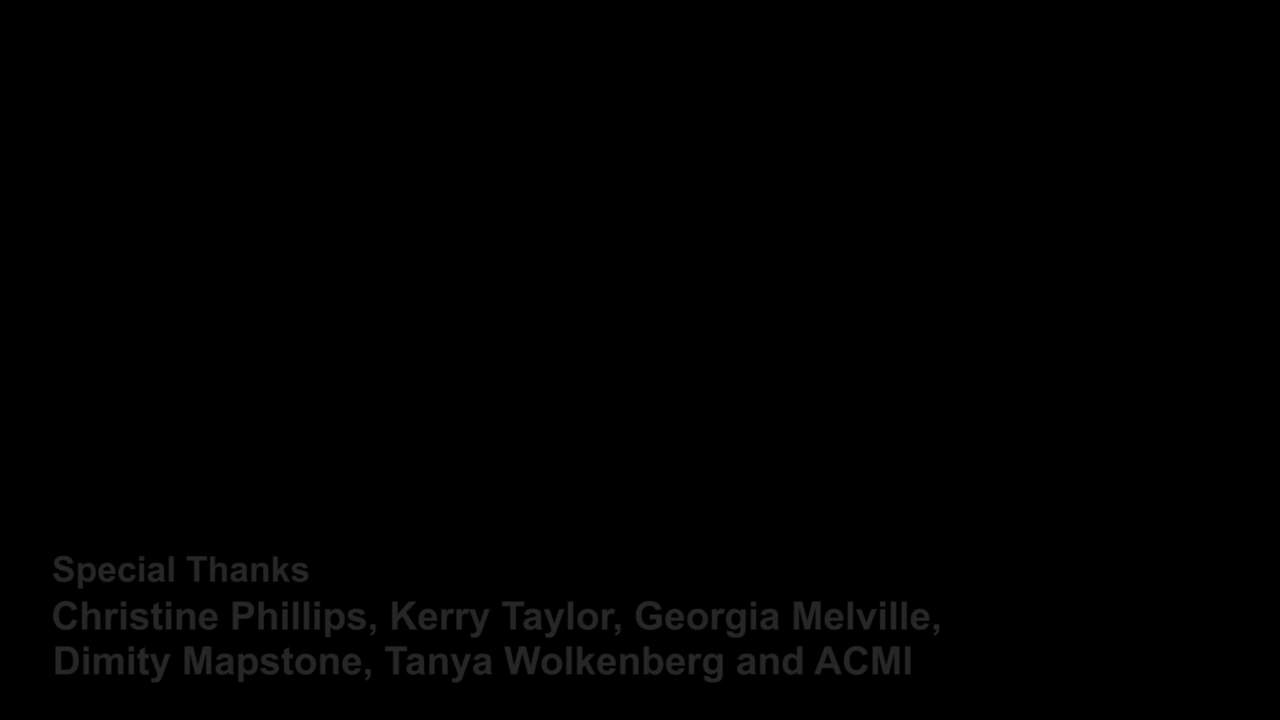 Special Thanks
Christine Phillips, Kerry Taylor, Georgia Melville,
Dimity Mapstone, Tanya Wolkenberg and ACMI